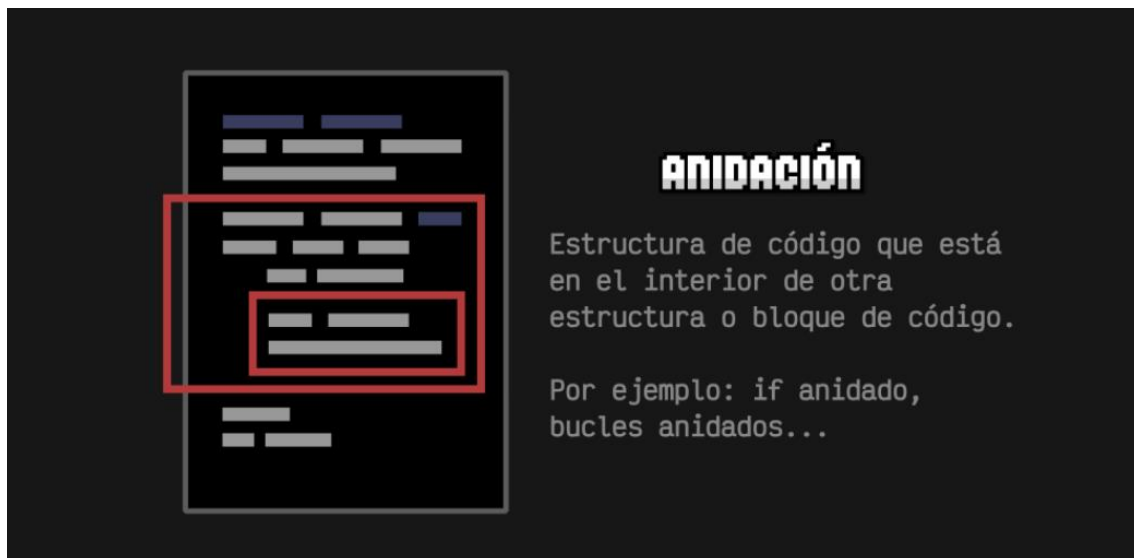 ANIDACIÓN
Estructura de código que está
en el interior de otra
estructura o bloque de código.
Por ejemplo: if anidado,
bucles anidados...